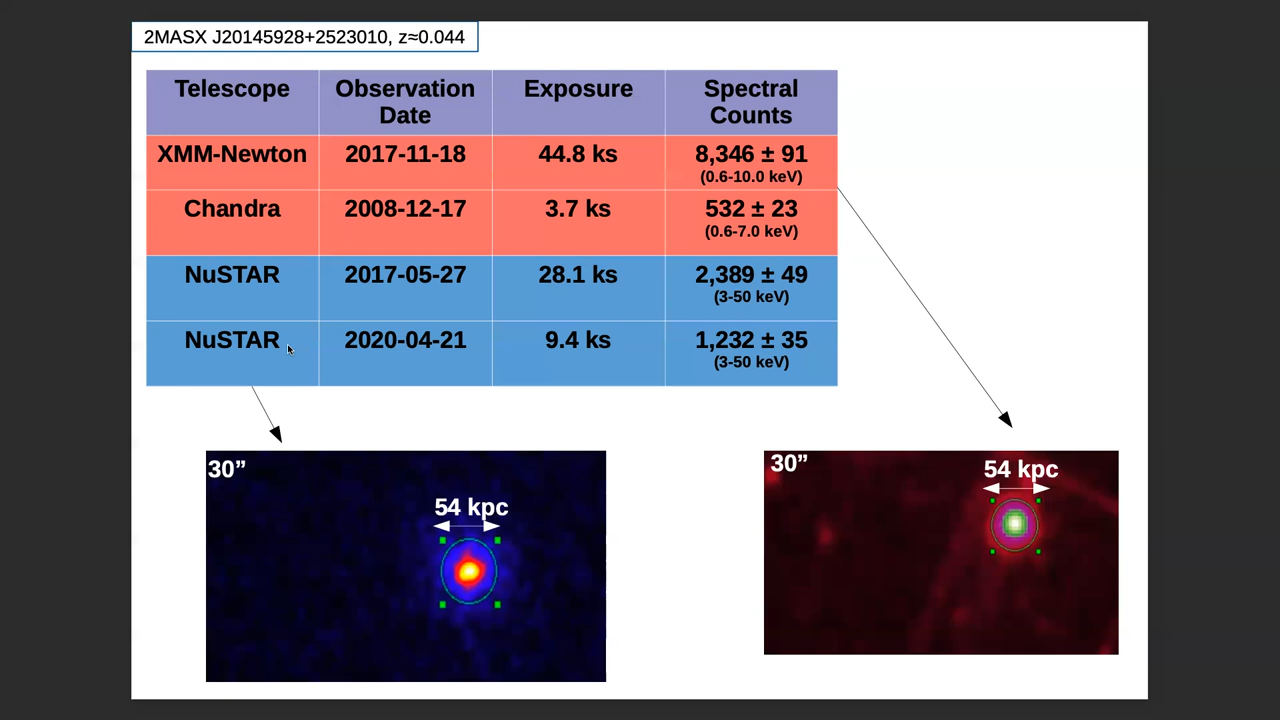 2MASX J20145928+2523010, z≈0.044
Telescope Observation Date Exposure Spectral Counts
XMM-Newton 2017-11-18 44.8 ks 8,346 ± 91
(0.6-10.0 keV)
Chandra 2008-12-17 3.7 ks 532 ± 23
(0.6-7.0 keV)
NuSTAR 2017-05-27 28.1 ks 2,389 ± 49
(3-50 keV)
NuSTAR 2020-04-21 9.4 ks 1,232 ± 35
(3-50 keV)
30”
54 kpc
30”
54 kpc